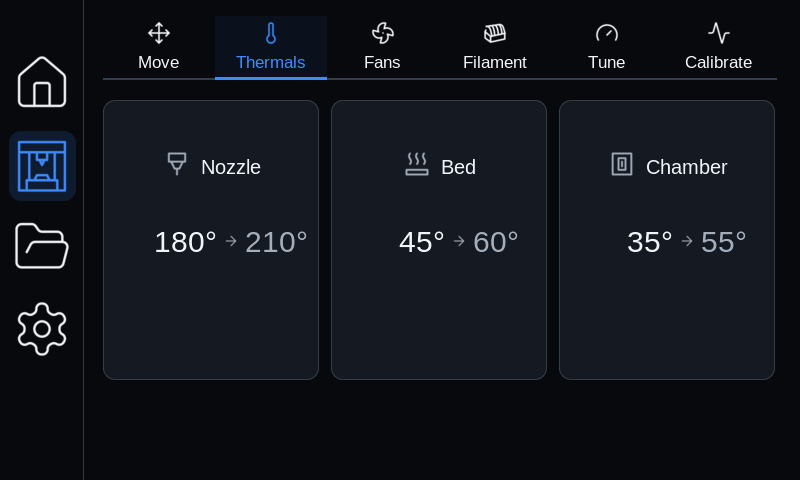 Move Thermals Fans Filament Tune Calibrate
Nozzle Bed Chamber
180° → 210° 45° → 60° 35° → 55°